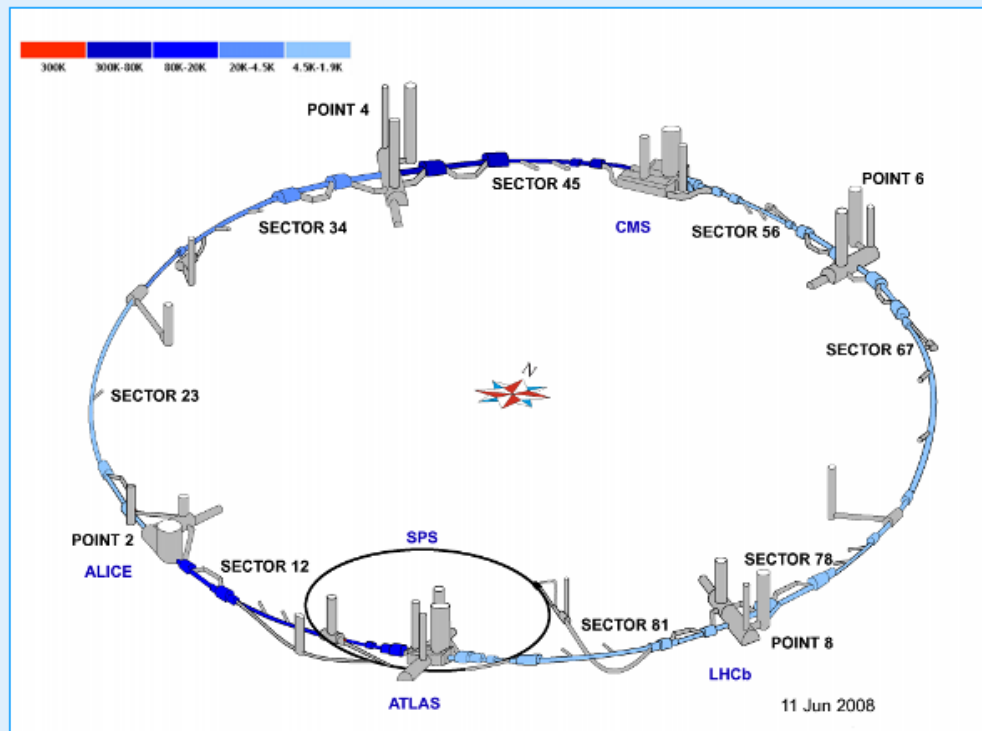 300K
300K-80K
80K-20K
20K-4.5K
4.5K-1.9K
POINT 4
SECTOR 45
POINT 6
SECTOR 34
CMS
SECTOR 56
SECTOR 67
N
SECTOR 23
POINT 2
ALICE
SECTOR 12
SPS
SECTOR 78
SECTOR 81
POINT 8
LHCb
ATLAS
11 Jun 2008